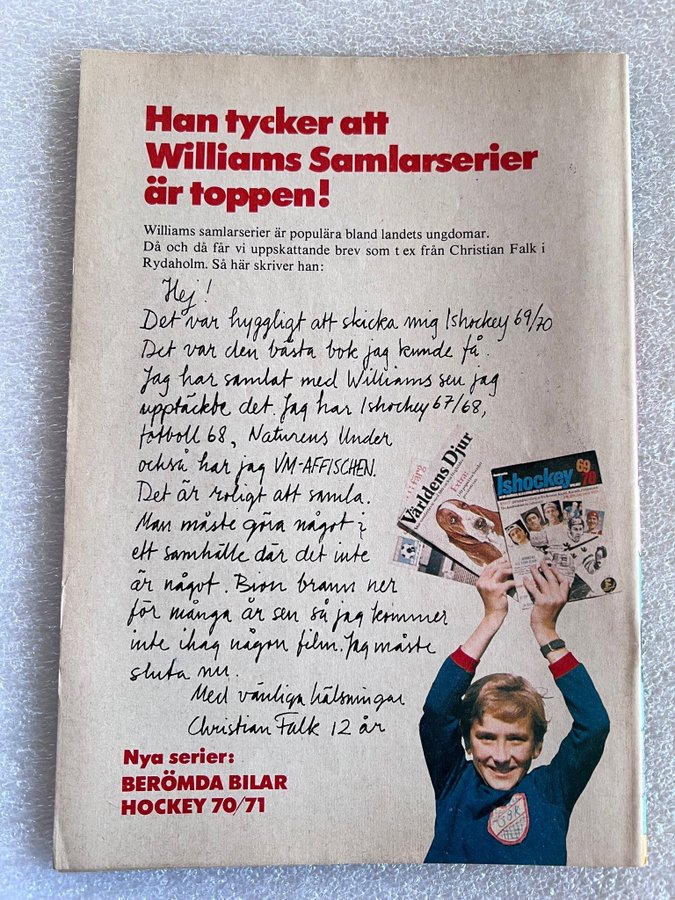 Han tycker att
Williams Samlarserier
är toppen!
Williams samlarserier är populära bland landets ungdomar.
Då och då får vi uppskattande brev som t ex från Christian Falk i
Rydaholm. Så här skriver han:
Hej!
Det var hyggligt att skicka mig Ishockey 69/70
Det var den bästa bok jag kunde få.
Jag har samlat med Williams sen jag
upptäckte det. Jag har Ishockey 67/68,
fotboll 68, Naturens Under
också har jag VM-AFFISCHEN.
Det är roligt att samla.
Man måste göra något i
ett samhälle där det inte
är något. Bion brann ner
för många år sen så jag kommer
inte ihåg någon film. Jag måste
sluta nu.
Med vänliga hälsningar
Christian Falk 12 år
i färg
Världens Djur
Extra:
Ishockey 69
70
Nya serier:
BERÖMDA BILAR
HOCKEY 70/71